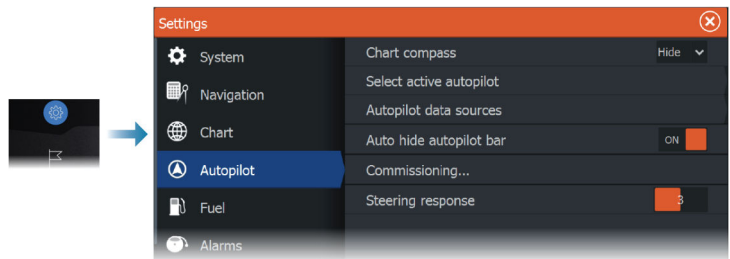 Settings
System
Navigation
Chart
Autopilot
Fuel
Alarms
Chart compass Hide
Select active autopilot
Autopilot data sources
Auto hide autopilot bar ON
Commissioning...
Steering response 3